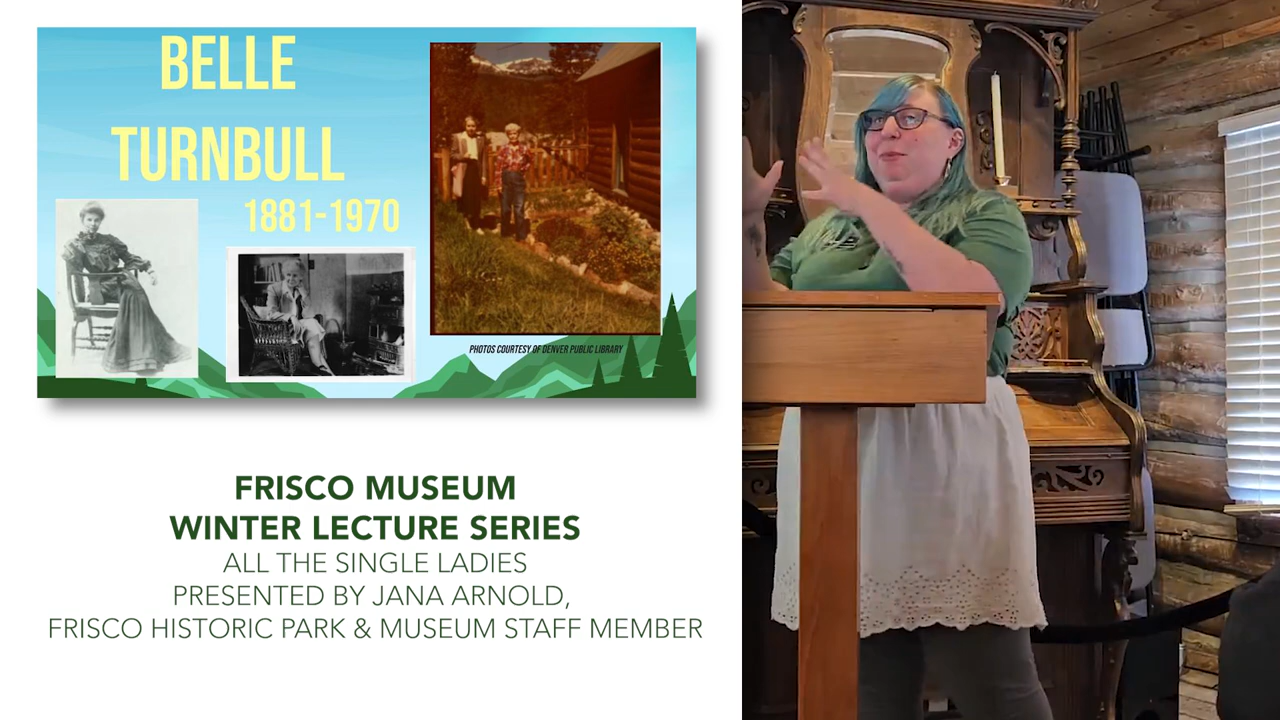 BELLE
TURNBULL
1881-1970
PHOTOS COURTESY OF DENVER PUBLIC LIBRARY
FRISCO MUSEUM
WINTER LECTURE SERIES
ALL THE SINGLE LADIES
PRESENTED BY JANA ARNOLD,
FRISCO HISTORIC PARK & MUSEUM STAFF MEMBER